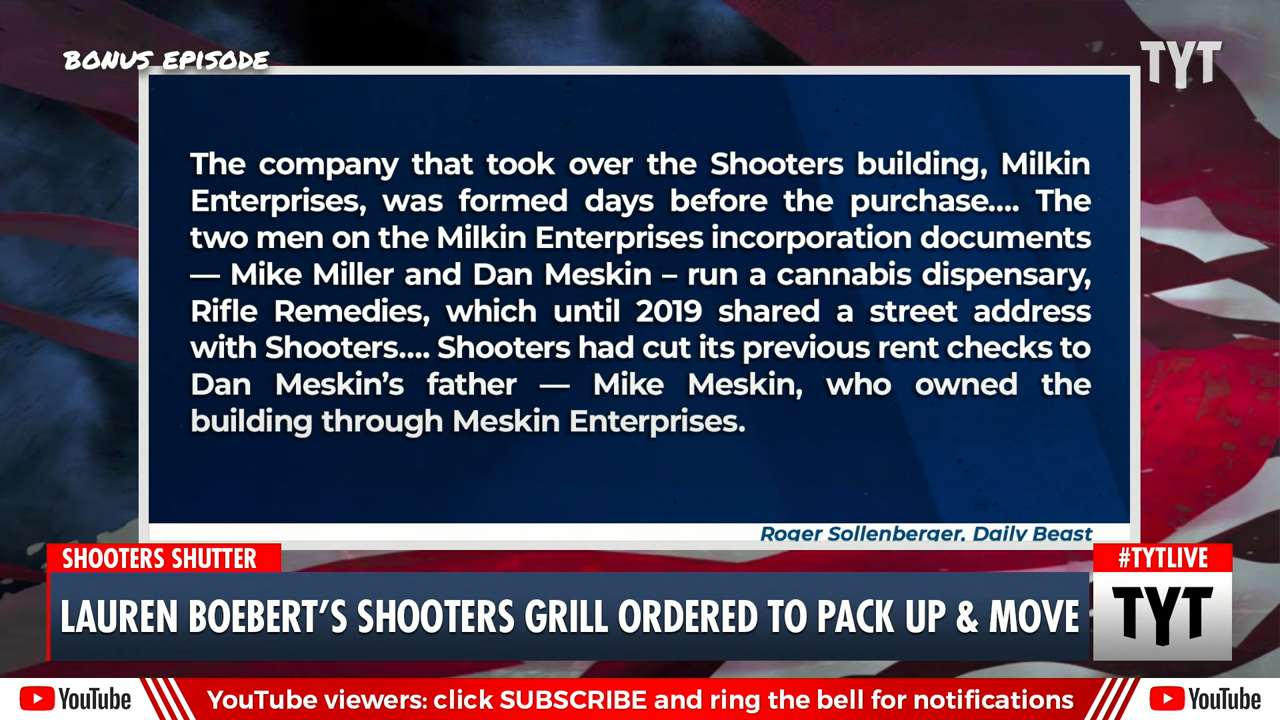 BONUS EPISODE
TYT
The company that took over the Shooters building, Milkin
Enterprises, was formed days before the purchase.... The
two men on the Milkin Enterprises incorporation documents
— Mike Miller and Dan Meskin – run a cannabis dispensary,
Rifle Remedies, which until 2019 shared a street address
with Shooters.... Shooters had cut its previous rent checks to
Dan Meskin’s father — Mike Meskin, who owned the
building through Meskin Enterprises.
Roger Sollenberger, Daily Beast
SHOOTERS SHUTTER
#TYTLIVE
LAUREN BOEBERT’S SHOOTERS GRILL ORDERED TO PACK UP & MOVE
TYT
YouTube
YouTube viewers: click SUBSCRIBE and ring the bell for notifications
YouTube